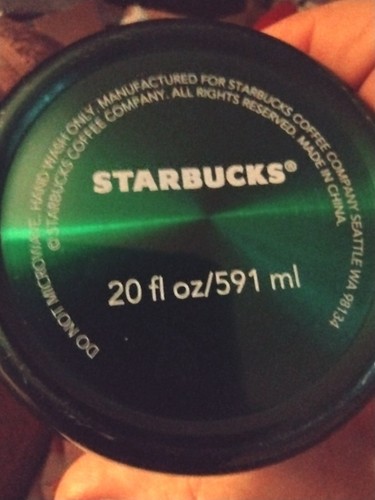 DO NOT MICROWAVE. HAND WASH ONLY. MANUFACTURED FOR STARBUCKS COFFEE COMPANY SEATTLE WA 98134
© STARBUCKS COFFEE COMPANY. ALL RIGHTS RESERVED. MADE IN CHINA.
STARBUCKS®
20 fl oz/591 ml